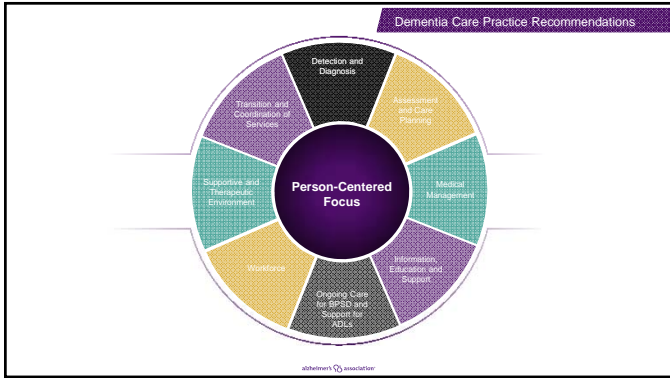 Dementia Care Practice Recommendations
Detection and
Diagnosis
Assessment
and Care
Planning
Medical
Management
Information,
Education and
Support
Ongoing Care
for BPSD and
Support for
ADLs
Workforce
Supportive and
Therapeutic
Environment
Transition and
Coordination of
Services
Person-Centered
Focus
alzheimer's association